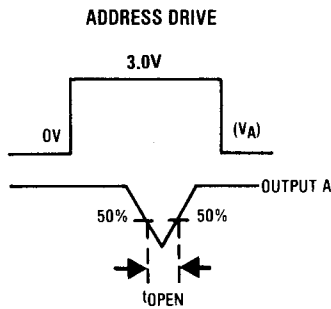 ADDRESS DRIVE
3.0V
0V
(VA)
OUTPUT A
50%
50%
tOPEN